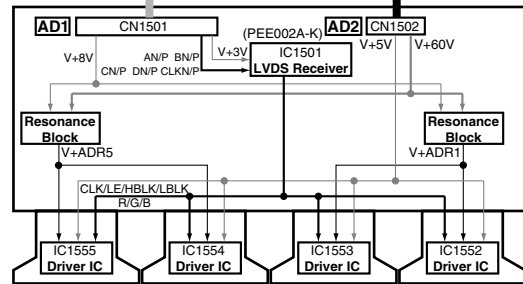 AD1 CN1501 AD2 CN1502
(PEE002A-K)
V+8V AN/P BN/P V+3V IC1501 V+5V V+60V
CN/P DN/P CLKN/P LVDS Receiver
Resonance
Block
Resonance
Block
V+ADR5 V+ADR1
CLK/LE/HBLK/LBLK
R/G/B
IC1555 IC1554 IC1553 IC1552
Driver IC Driver IC Driver IC Driver IC